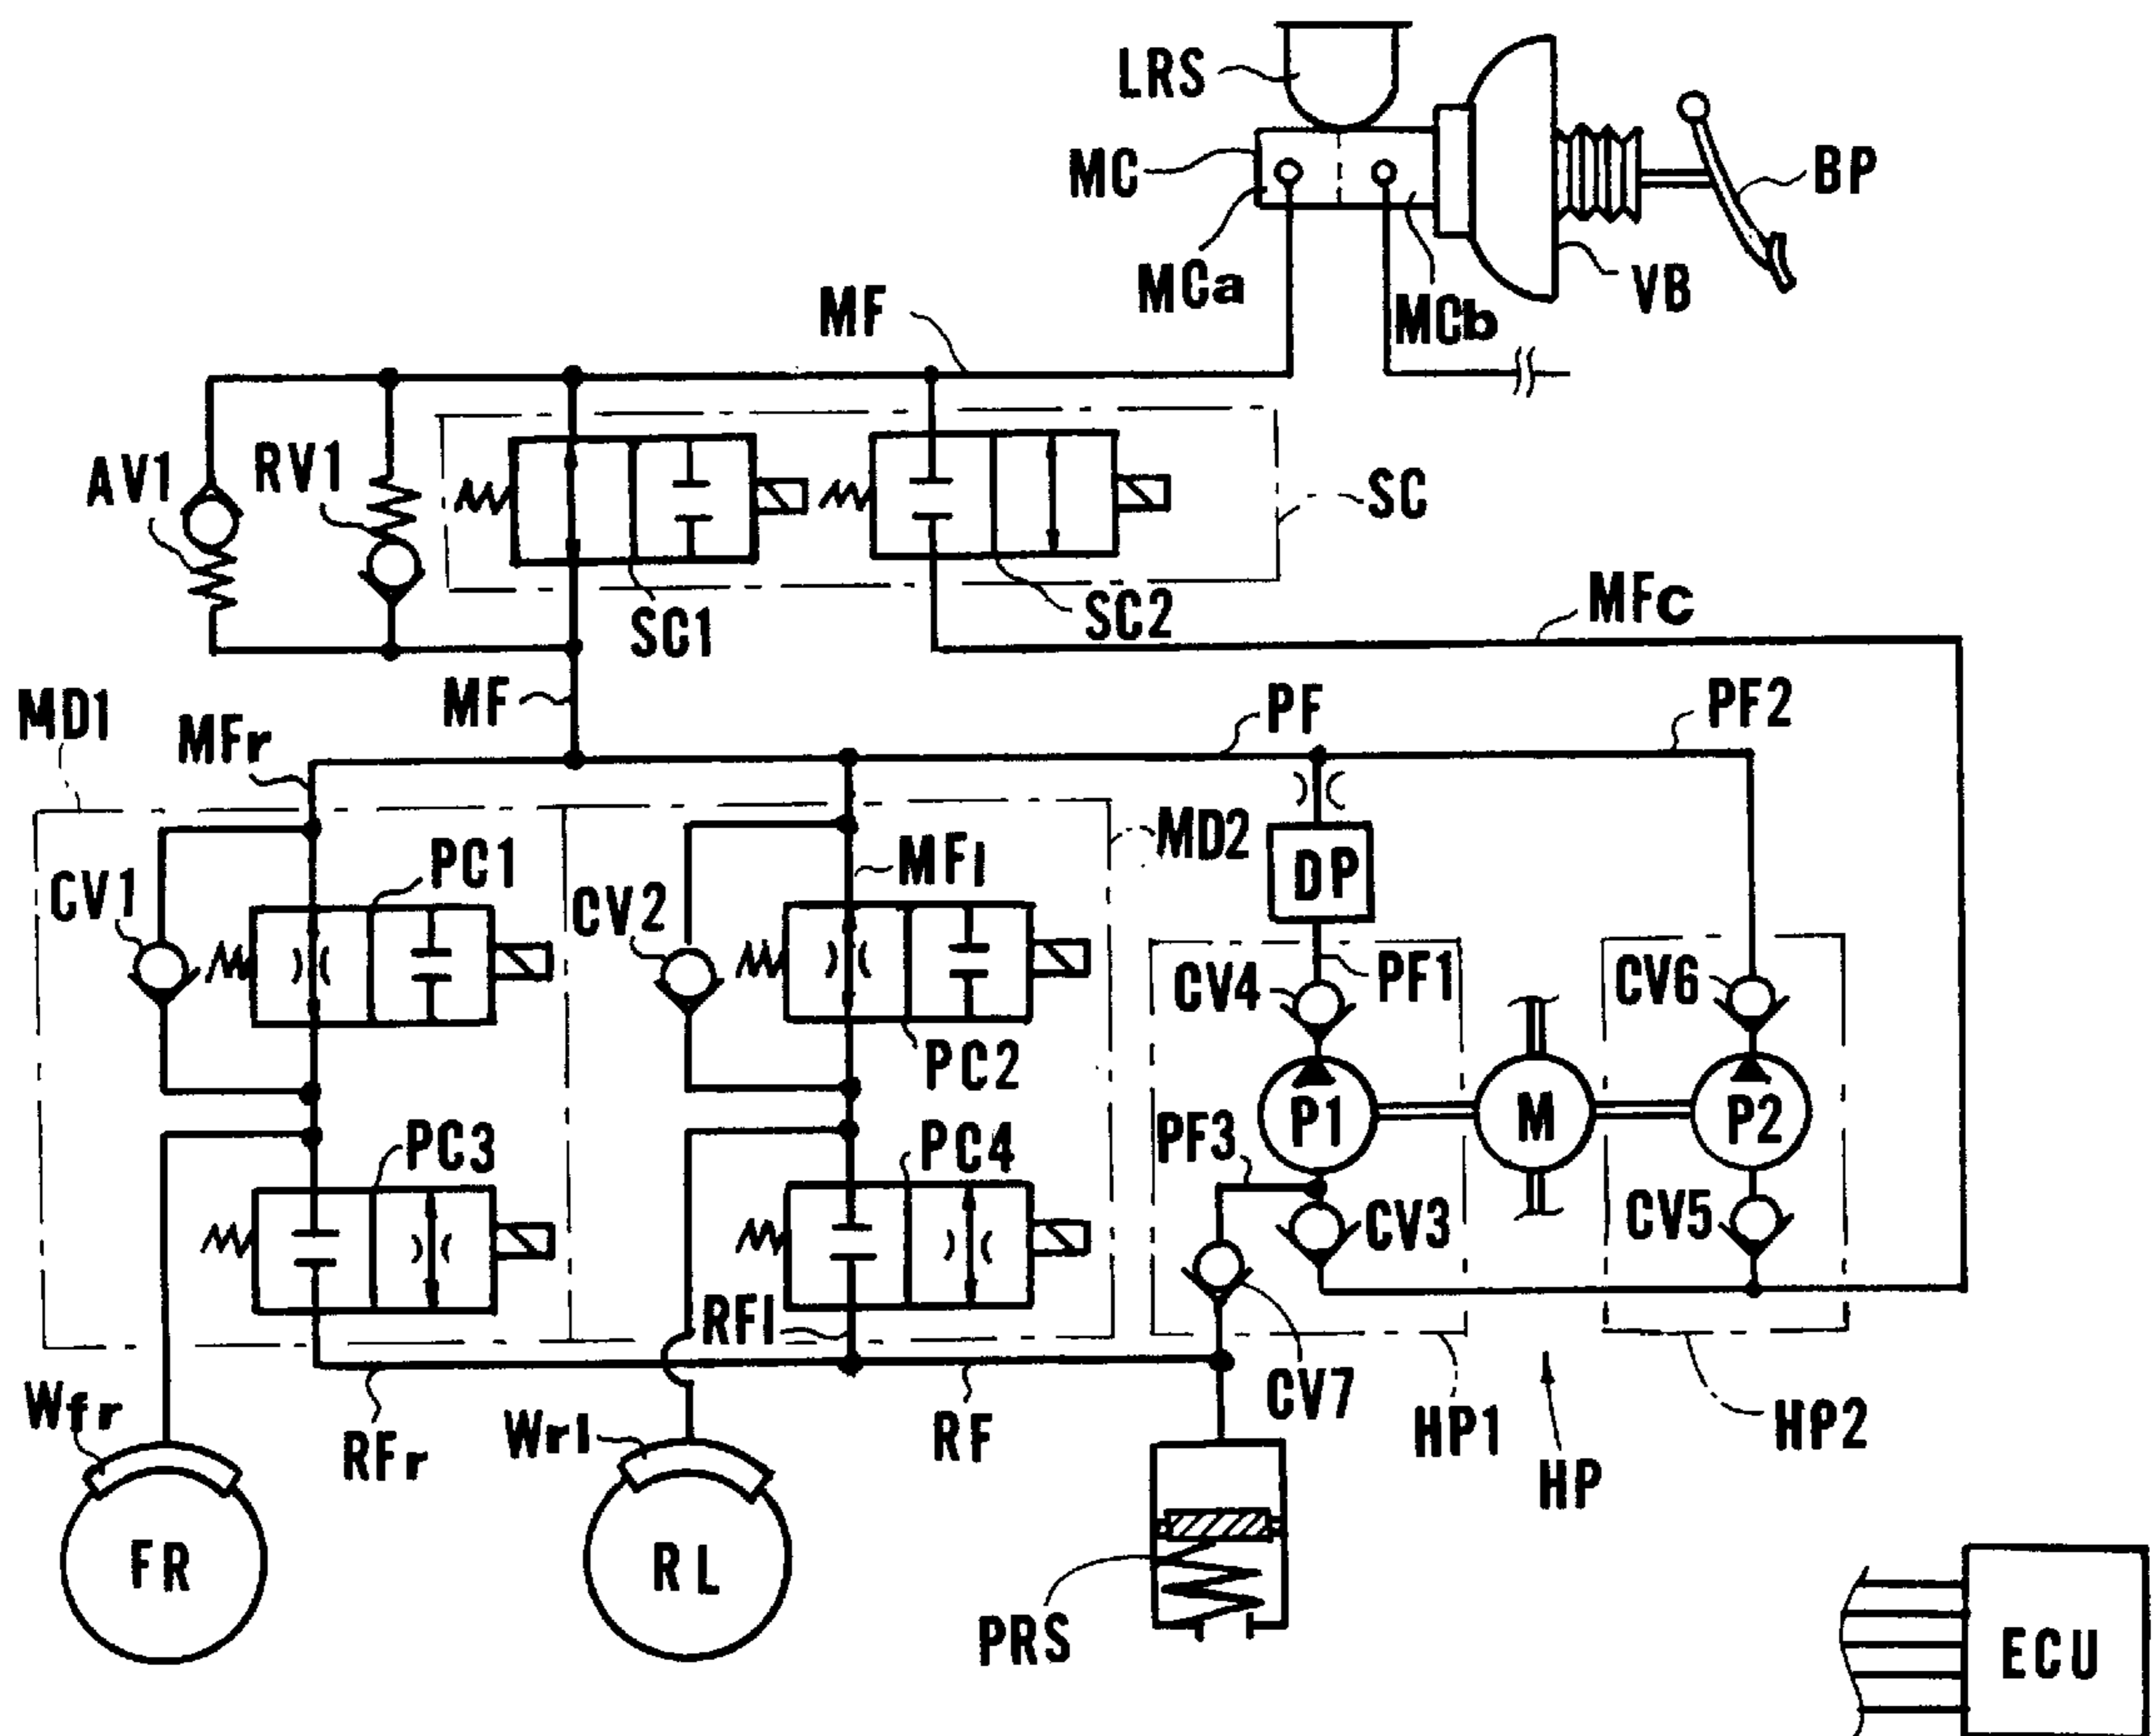 LRS
MC
BP
MCa
MCb
VB
MF
AV1
RV1
SC
SC1
SC2
MFc
MD1
MFr
MF
PF
PF2
CV1
PC1
CV2
MFl
MD2
DP
CV4
PF1
CV6
PC2
P1
M
P2
PF3
PC3
PC4
CV3
CV5
RFl
Wfr
RFr
Wrl
RF
CV7
HP1
HP
HP2
FR
RL
PRS
ECU